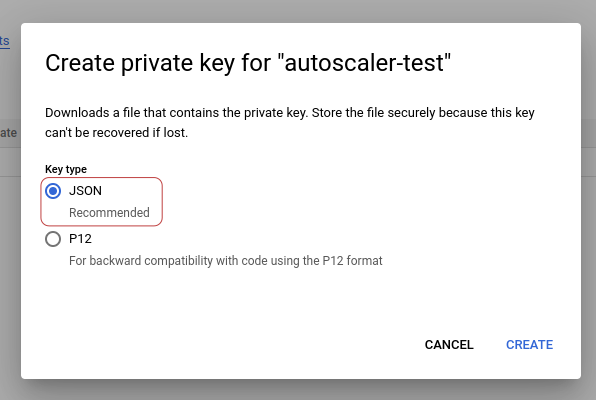 Create private key for "autoscaler-test"
ts
Downloads a file that contains the private key. Store the file securely because this key
can't be recovered if lost.
ate
Key type
JSON
Recommended
P12
For backward compatibility with code using the P12 format
CANCEL
CREATE